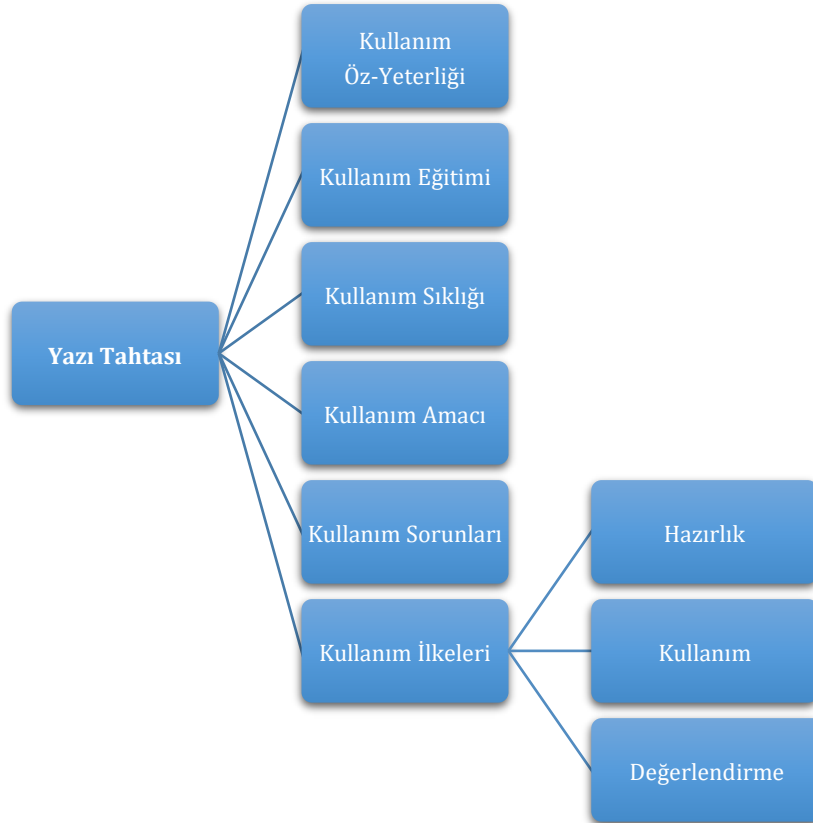 Kullanım
Öz-Yeterliği
Kullanım Eğitimi
Kullanım Sıklığı
Yazı Tahtası
Kullanım Amacı
Kullanım Sorunları
Kullanım İlkeleri
Hazırlık
Kullanım
Değerlendirme